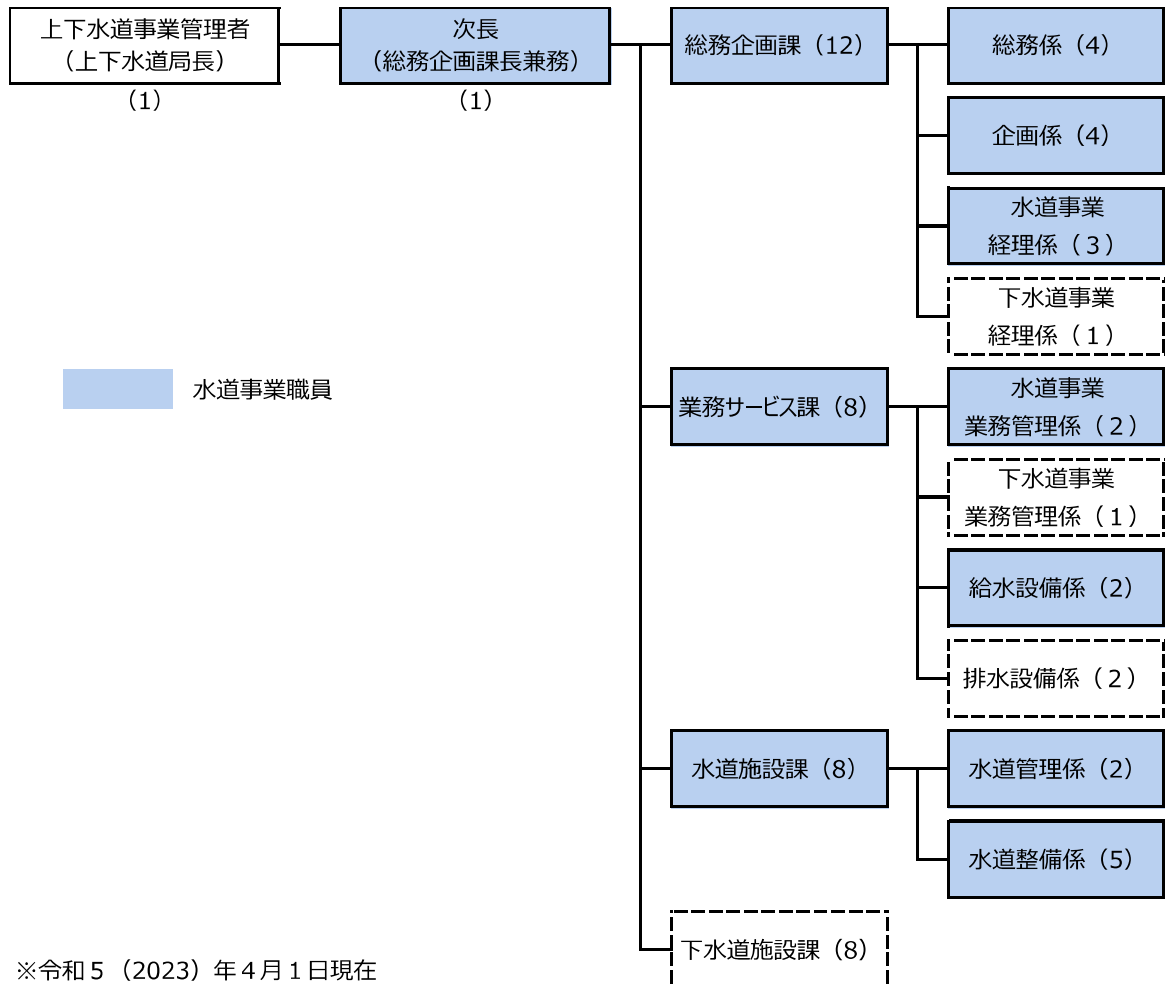 上下水道事業管理者
（上下水道局長）
（1）
次長
（総務企画課長兼務）
（1）
総務企画課（12）
総務係（4）
企画係（4）
水道事業
経理係（３）
下水道事業
経理係（１）
水道事業職員
業務サービス課（8）
水道事業
業務管理係（２）
下水道事業
業務管理係（１）
給水設備係（2）
排水設備係（２）
水道施設課（8）
水道管理係（2）
水道整備係（5）
下水道施設課（8）
※令和５（2023）年４月１日現在